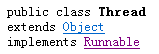 public class Thread
extends Object
implements Runnable